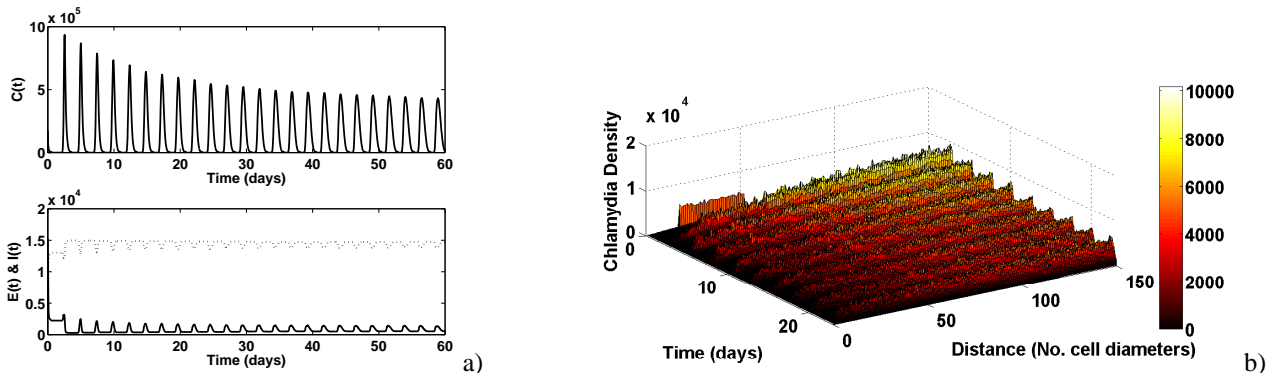 10 x 10^5
5
0
C(t)
0 10 20 30 40 50 60
Time (days)
2 x 10^4
1.5
1
0.5
0
E(t) & I(t)
0 10 20 30 40 50 60
Time (days)
a)
x 10^4
2
1
0
Chlamydia Density
0
10
20
Time (days)
0
50
100
150
Distance (No. cell diameters)
10000
8000
6000
4000
2000
0
b)